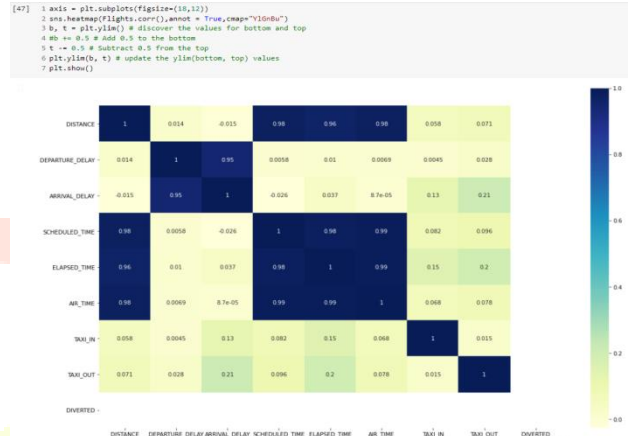 [47] 1 axis = plt.subplots(figsize=(18,12))
2 sns.heatmap(Flights.corr(),annot = True,cmap="YlGnBu")
3 b, t = plt.ylim() # discover the values for bottom and top
4 #b += 0.5 # Add 0.5 to the bottom
5 t -= 0.5 # Subtract 0.5 from the top
6 plt.ylim(b, t) # update the ylim(bottom, top) values
7 plt.show()
1.0
DISTANCE 1 0.014 -0.015 0.98 0.96 0.98 0.058 0.071
0.8
DEPARTURE_DELAY 0.014 1 0.95 0.0058 0.01 0.0069 0.0045 0.028
ARRIVAL_DELAY -0.015 0.95 1 -0.026 0.037 8.7e-05 0.13 0.21
0.6
SCHEDULED_TIME 0.98 0.0058 -0.026 1 0.98 0.99 0.082 0.096
ELAPSED_TIME 0.96 0.01 0.037 0.98 1 0.99 0.15 0.2
0.4
AIR_TIME 0.98 0.0069 8.7e-05 0.99 0.99 1 0.068 0.078
TAXI_IN 0.058 0.0045 0.13 0.082 0.15 0.068 1 0.015
0.2
TAXI_OUT 0.071 0.028 0.21 0.096 0.2 0.078 0.015 1
DIVERTED
0.0
DISTANCE DEPARTURE_DELAY ARRIVAL_DELAY SCHEDULED_TIME ELAPSED_TIME AIR_TIME TAXI_IN TAXI_OUT DIVERTED